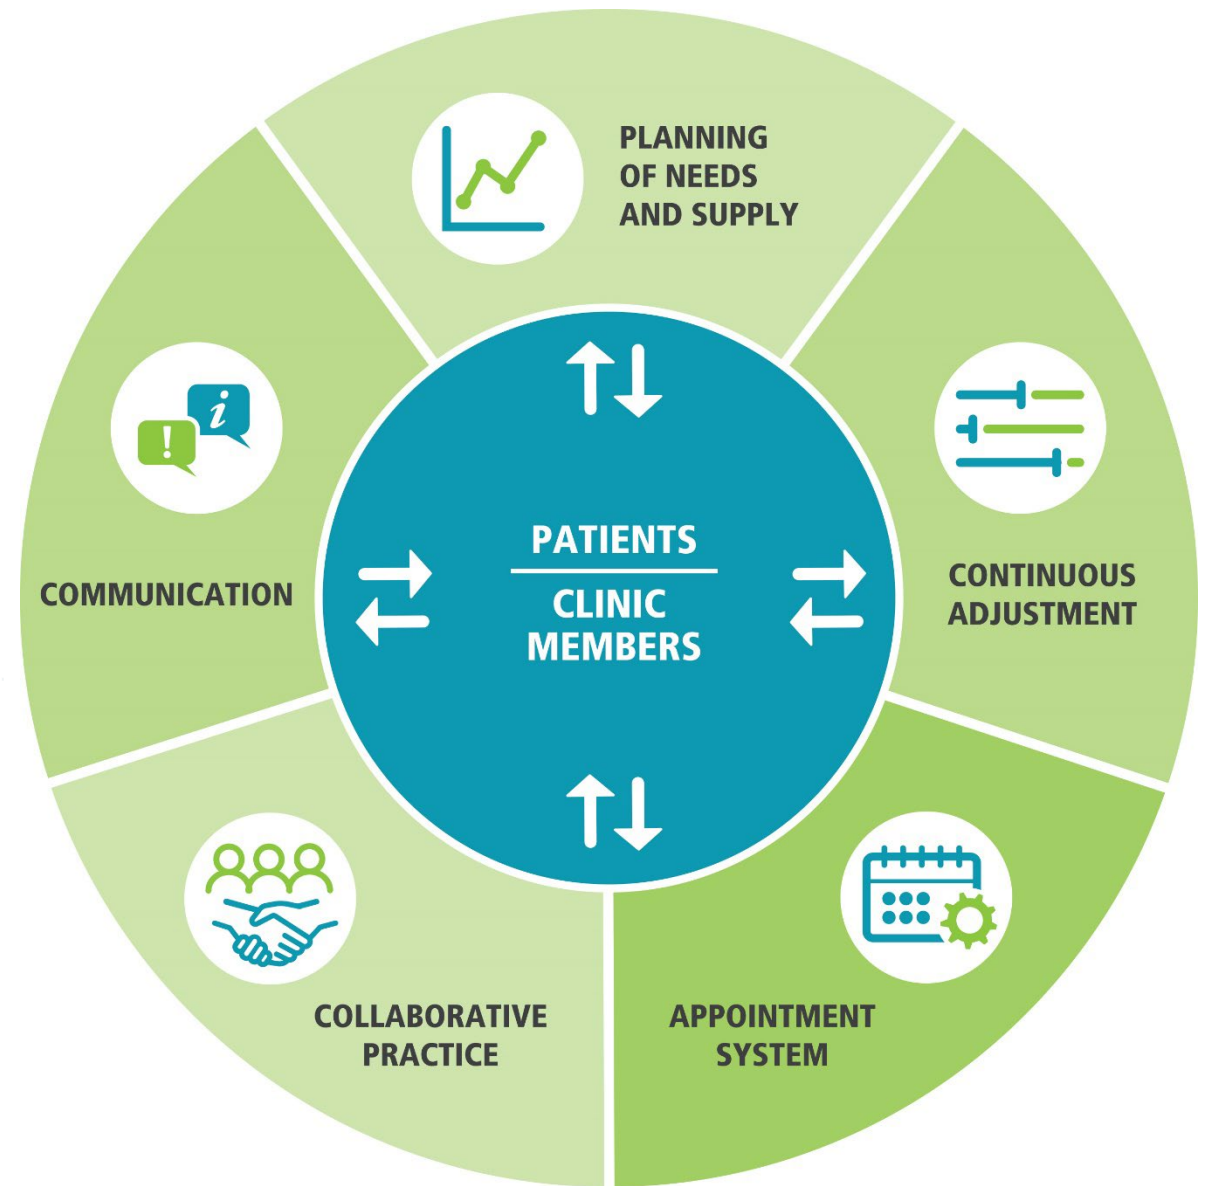 PLANNING
OF NEEDS
AND SUPPLY
CONTINUOUS
ADJUSTMENT
APPOINTMENT
SYSTEM
COLLABORATIVE
PRACTICE
COMMUNICATION
! i
PATIENTS
CLINIC
MEMBERS